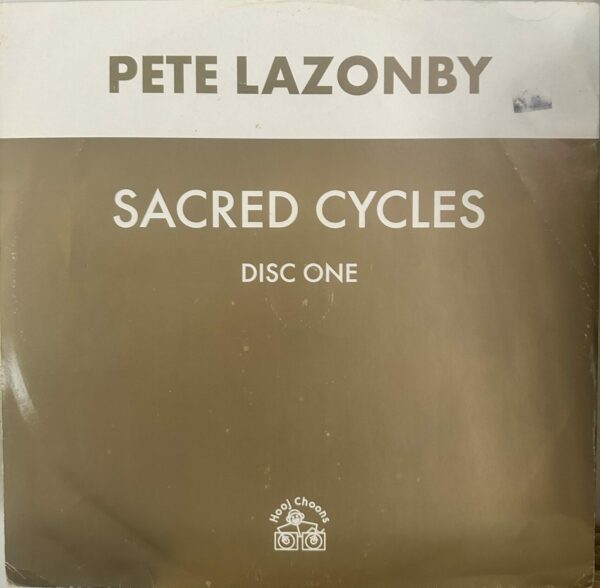 PETE LAZONBY
SACRED CYCLES
DISC ONE
Hooj Choons